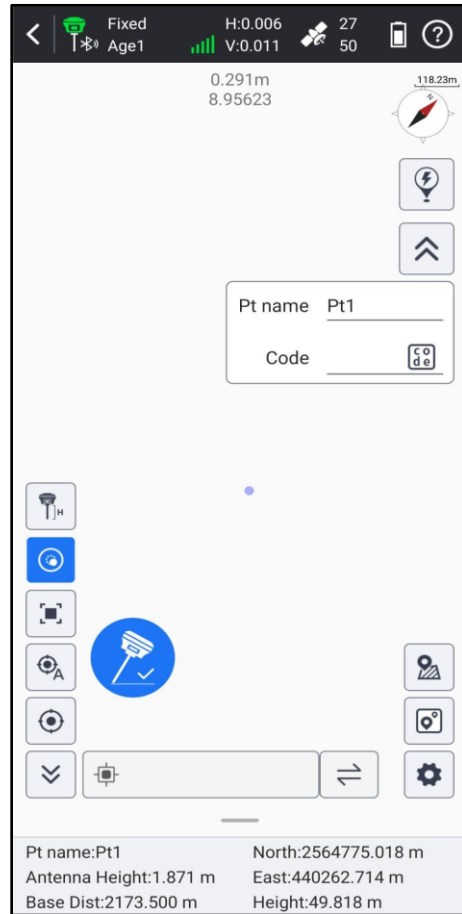 Fixed H:0.006 27
Age1 V:0.011 50
0.291m
8.95623
118.23m
N
Pt name Pt1
Code code
H
A
Pt name:Pt1 North:2564775.018 m
Antenna Height:1.871 m East:440262.714 m
Base Dist:2173.500 m Height:49.818 m